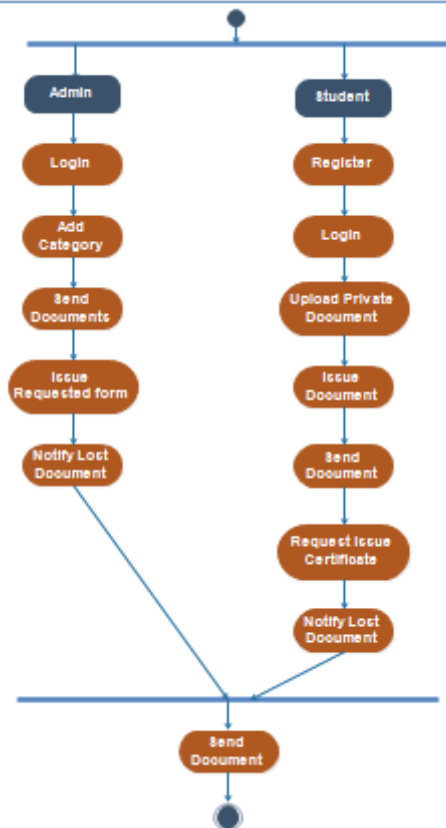 Admin
Student
Login
Register
Add
Category
Login
Send
Documents
Upload Private
Document
Issue
Requested form
Issue
Document
Notify Lost
Document
Send
Document
Request Issue
Certificate
Notify Lost
Document
Send
Document